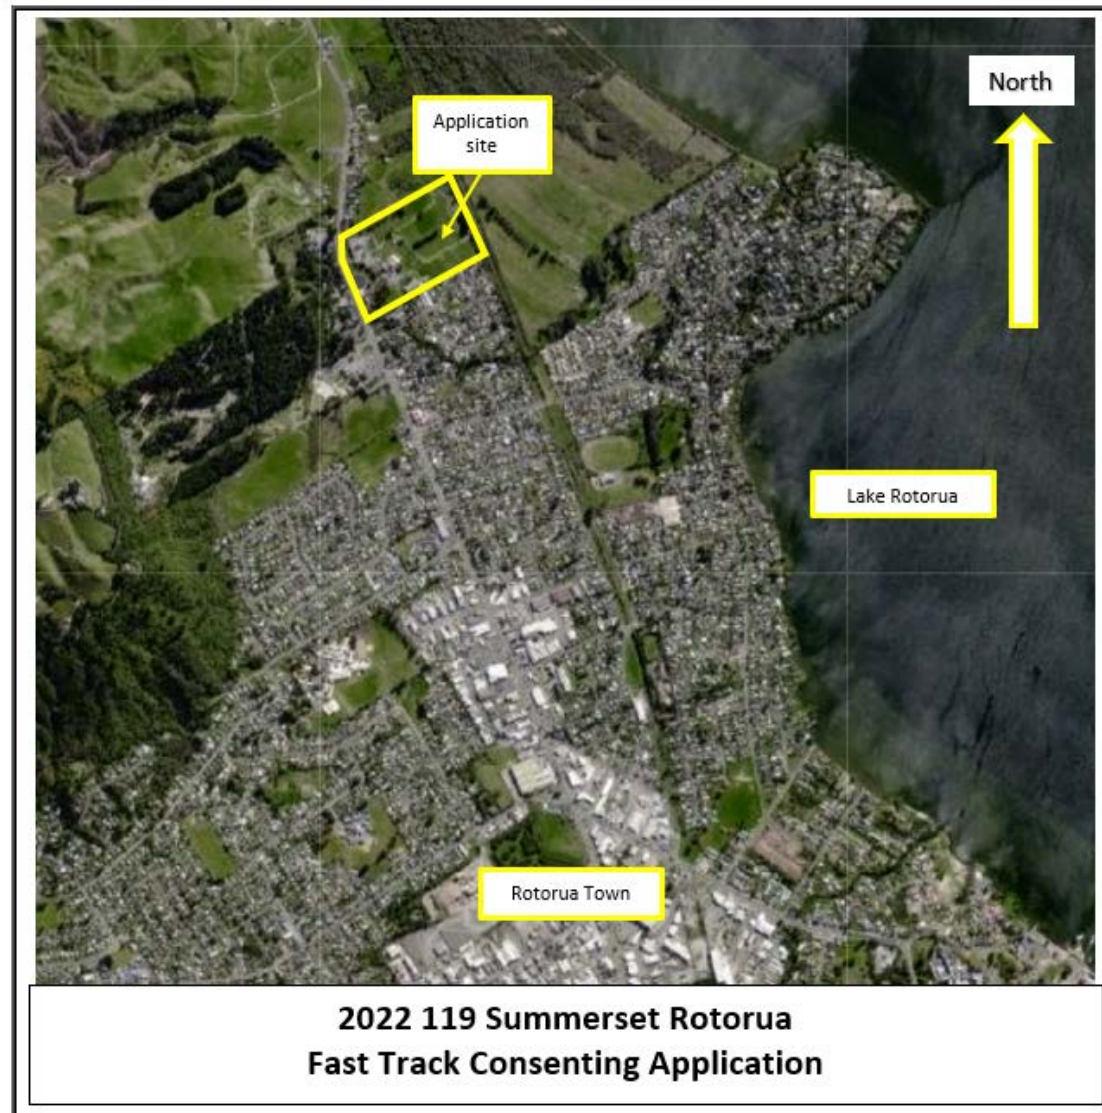 North
Application
site
Lake Rotorua
Rotorua Town
2022 119 Summerset Rotorua
Fast Track Consenting Application